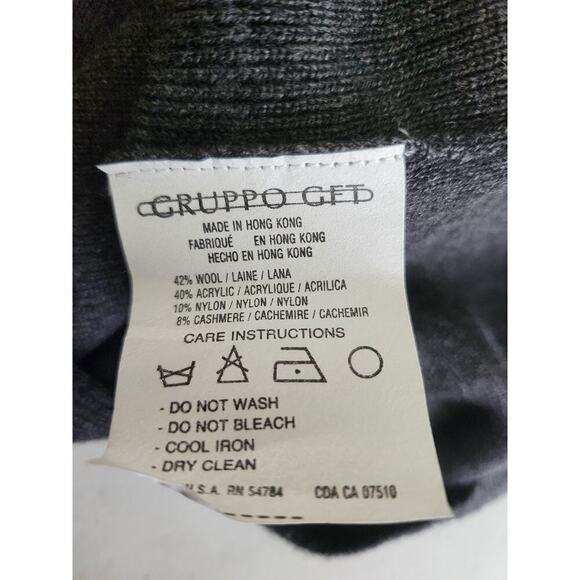 GRUPPO GFT
MADE IN HONG KONG
FABRIQUÉ EN HONG KONG
HECHO EN HONG KONG
42% WOOL / LAINE / LANA
40% ACRYLIC / ACRYLIQUE / ACRILICA
10% NYLON / NYLON / NYLON
8% CASHMERE / CACHEMIRE / CACHEMIR
CARE INSTRUCTIONS
- DO NOT WASH
- DO NOT BLEACH
- COOL IRON
- DRY CLEAN
U.S.A. RN 54784 CDA CA 07510